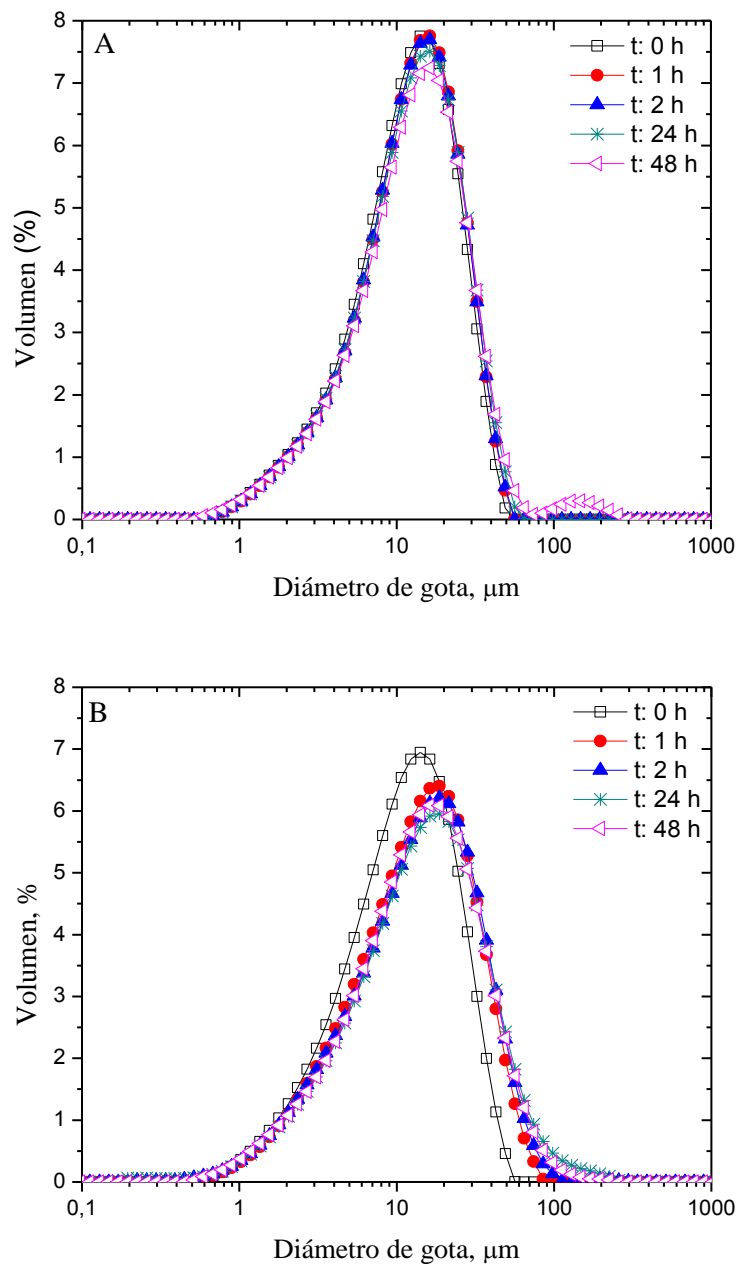 A
t: 0 h
t: 1 h
t: 2 h
t: 24 h
t: 48 h
8
7
6
5
4
3
2
1
0
Volumen (%)
0,1
1
10
100
1000
Diámetro de gota, μm
B
t: 0 h
t: 1 h
t: 2 h
t: 24 h
t: 48 h
8
7
6
5
4
3
2
1
0
Volumen, %
0,1
1
10
100
1000
Diámetro de gota, μm